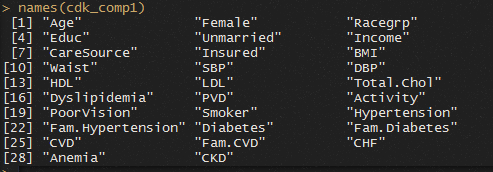 > names(cdk_comp1)
[1] "Age" "Female" "Racegrp"
[4] "Educ" "Unmarried" "Income"
[7] "CareSource" "Insured" "BMI"
[10] "Waist" "SBP" "DBP"
[13] "HDL" "LDL" "Total.Chol"
[16] "Dyslipidemia" "PVD" "Activity"
[19] "PoorVision" "Smoker" "Hypertension"
[22] "Fam.Hypertension" "Diabetes" "Fam.Diabetes"
[25] "CVD" "Fam.CVD" "CHF"
[28] "Anemia" "CKD"
>